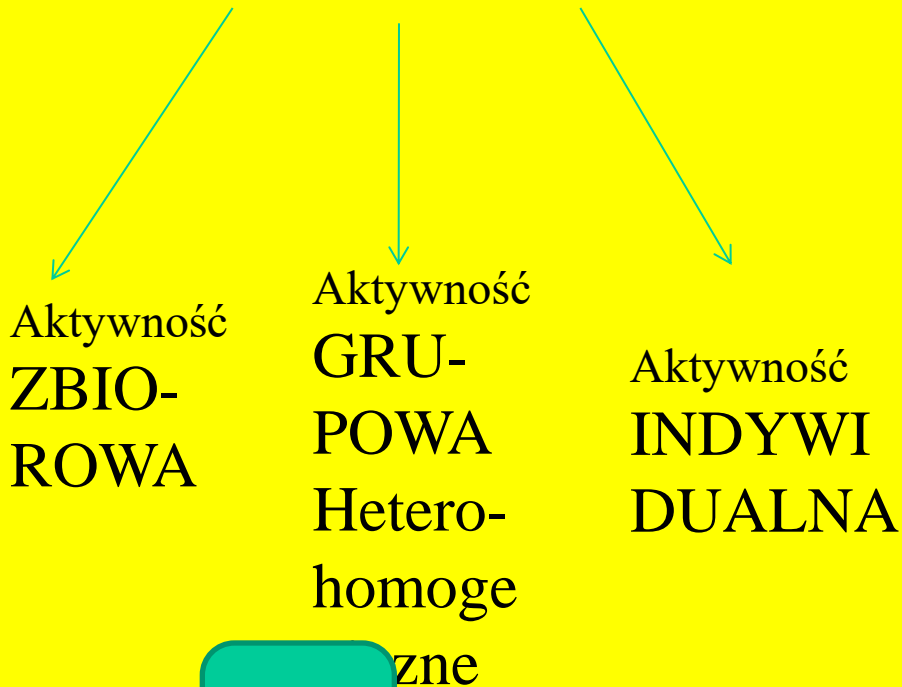 Aktywność
ZBIO-
ROWA
Aktywność
GRU-
POWA
Hetero-
homoge
zne
Aktywność
INDYWI
DUALNA